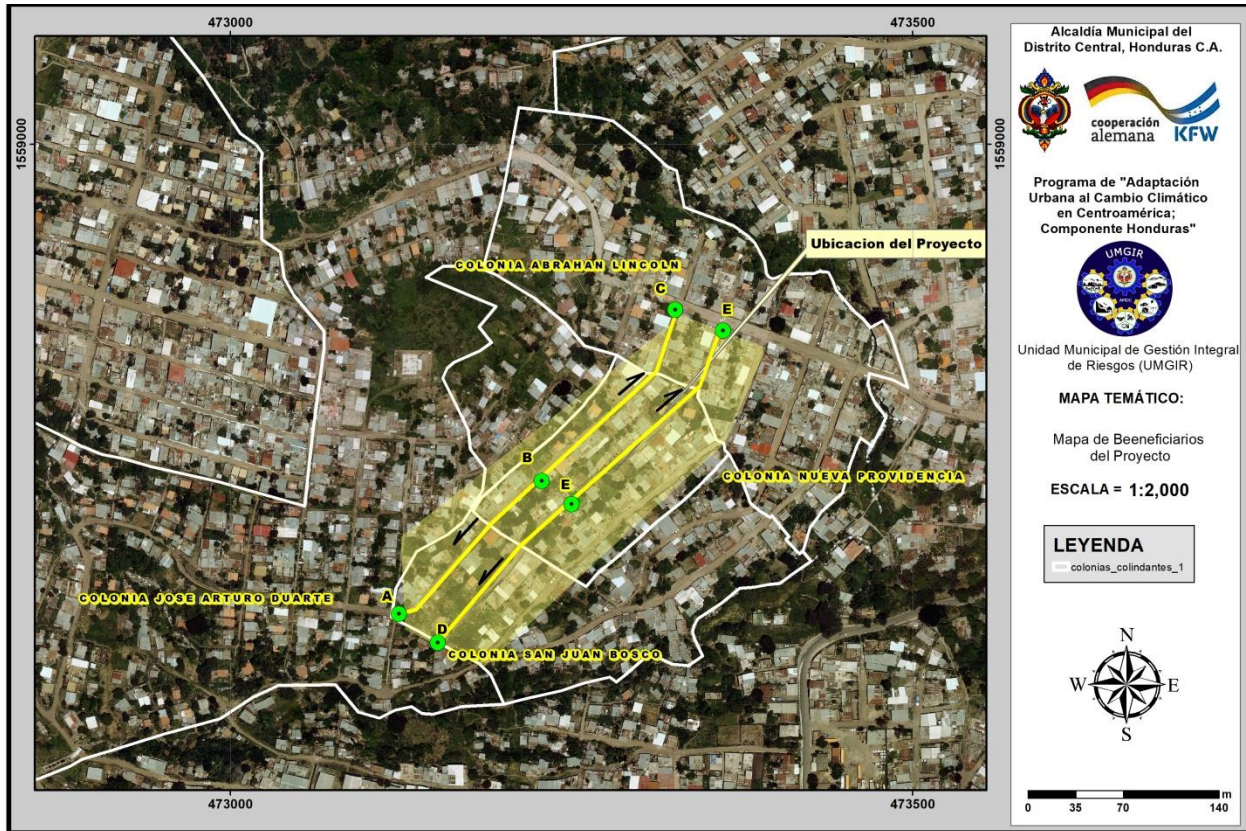 473000
473500
1559000
1559000
Ubicacion del Proyecto
COLONIA ABRAHAN LINCOLN
C
E
B
E
COLONIA NUEVA PROVIDENCIA
COLONIA JOSE ARTURO DUARTE
A
D
COLONIA SAN JUAN BOSCO
473000
473500
Alcaldía Municipal del
Distrito Central, Honduras C.A.
cooperación
alemana
KFW
Programa de "Adaptación
Urbana al Cambio Climático
en Centroamérica;
Componente Honduras"
UMGIR
AMDC
Unidad Municipal de Gestión Integral
de Riesgos (UMGIR)
MAPA TEMÁTICO:
Mapa de Beeneficiarios
del Proyecto
ESCALA = 1:2,000
LEYENDA
colonias_colindantes_1
N
W
E
S
m
0 35 70 140